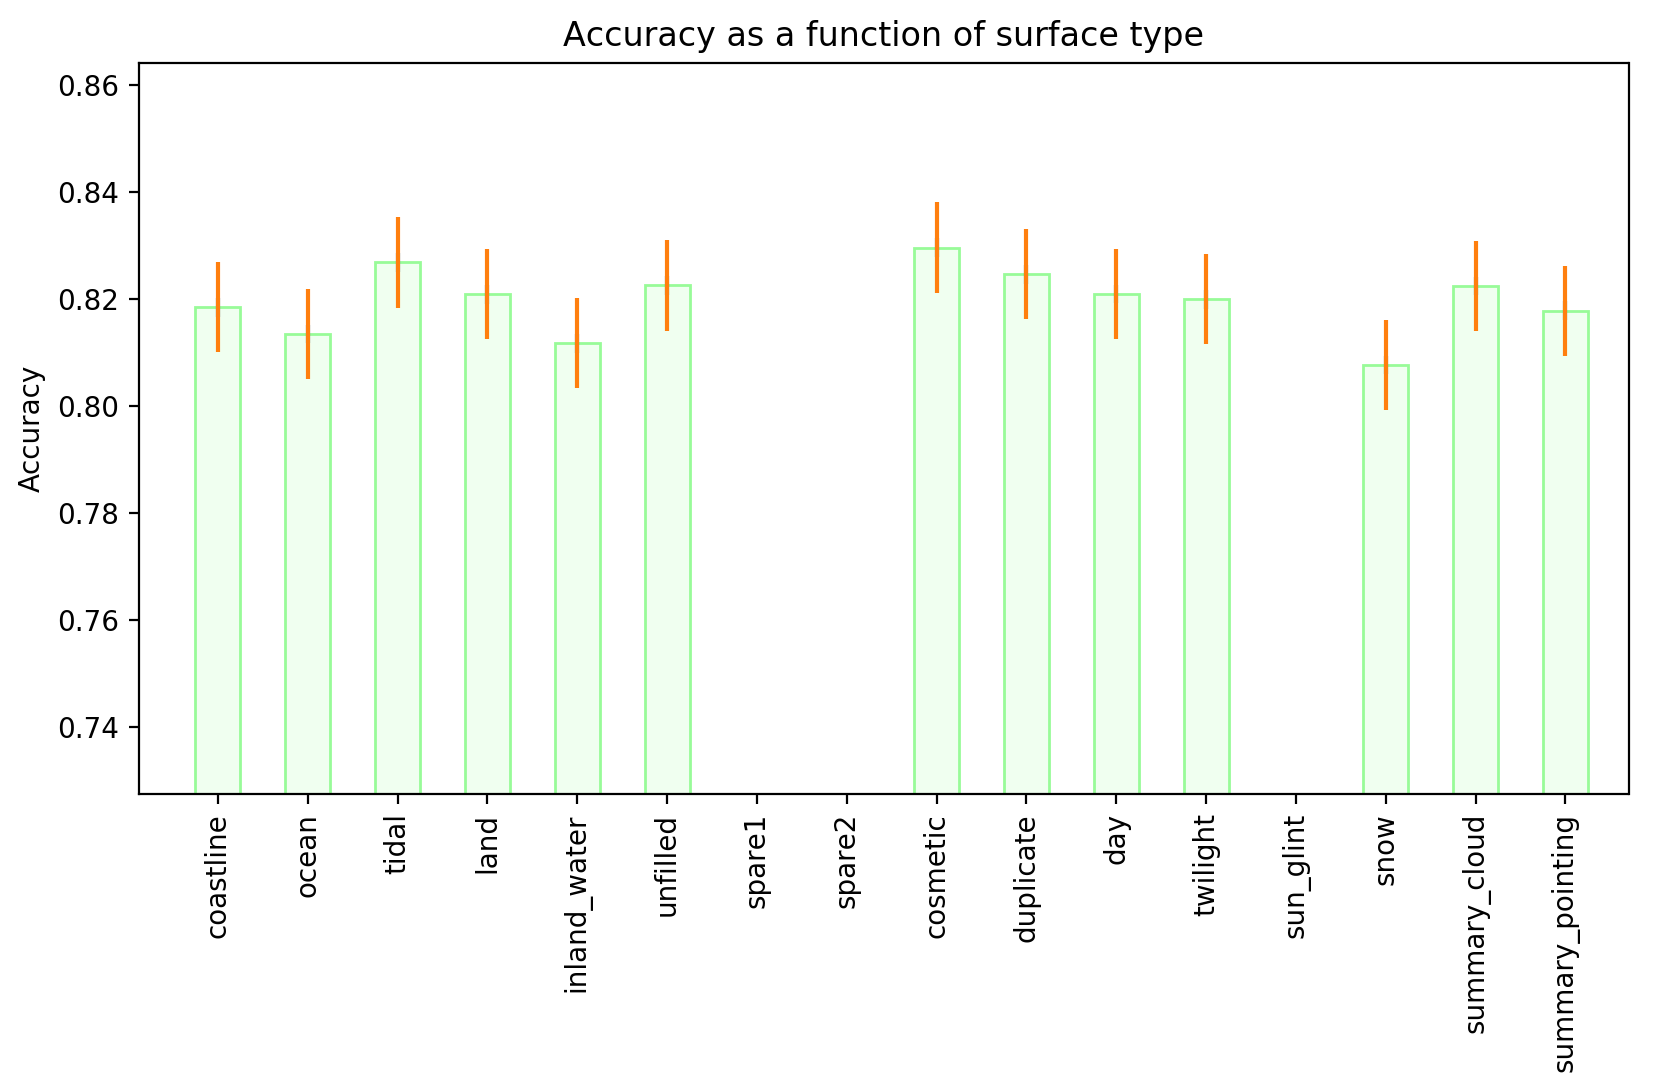 Accuracy as a function of surface type
Accuracy
0.86
0.84
0.82
0.80
0.78
0.76
0.74
coastline
ocean
tidal
land
inland_water
unfilled
spare1
spare2
cosmetic
duplicate
day
twilight
sun_glint
snow
summary_cloud
summary_pointing